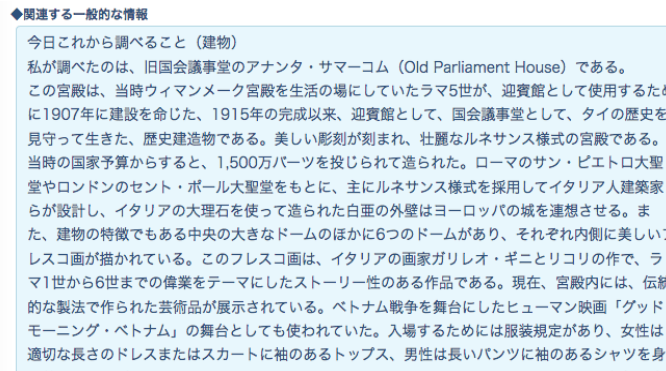 ◆関連する一般的な情報
今日これから調べること（建物）
私が調べたのは、旧国会議事堂のアナンタ・サマーコム（Old Parliament House）である。
この宮殿は、当時ウィマンメーク宮殿を生活の場にしていたラマ5世が、迎賓館として使用するため
に1907年に建設を命じた、1915年の完成以来、迎賓館として、国会議事堂として、タイの歴史を
見守って生きた、歴史建造物である。美しい彫刻が刻まれ、壮麗なルネサンス様式の宮殿である。
当時の国家予算からすると、1,500万バーツを投じられて造られた。ローマのサン・ピエトロ大聖
堂やロンドンのセント・ポール大聖堂をもとに、主にルネサンス様式を採用してイタリア人建築家
らが設計し、イタリアの大理石を使って造られた白亜の外壁はヨーロッパの城を連想させる。ま
た、建物の特徴でもある中央の大きなドームのほかに6つのドームがあり、それぞれ内側に美しいフ
レスコ画が描かれている。このフレスコ画は、イタリアの画家ガリレオ・ギニとリコリの作で、ラ
マ1世から6世までの偉業をテーマにしたストーリー性のある作品である。現在、宮殿内には、伝統
的な製法で作られた芸術品が展示されている。ベトナム戦争を舞台にしたヒューマン映画「グッド
モーニング・ベトナム」の舞台としても使われていた。入場するためには服装規定があり、女性は
適切な長さのドレスまたはスカートに袖のあるトップス、男性は長いパンツに袖のあるシャツを身